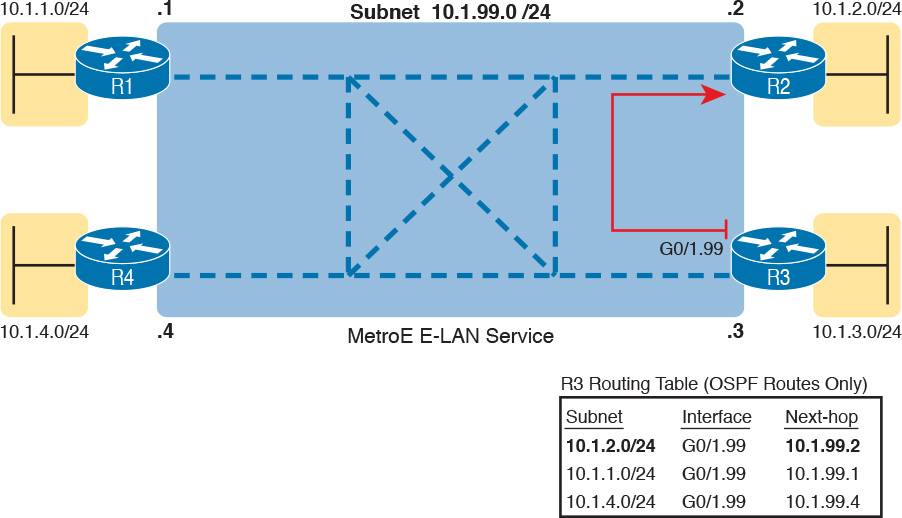 10.1.1.0/24
.1
Subnet 10.1.99.0 /24
.2
10.1.2.0/24
R1
R2
G0/1.99
R4
R3
10.1.4.0/24
.4
MetroE E-LAN Service
.3
10.1.3.0/24
R3 Routing Table (OSPF Routes Only)
Subnet Interface Next-hop
10.1.2.0/24 G0/1.99 10.1.99.2
10.1.1.0/24 G0/1.99 10.1.99.1
10.1.4.0/24 G0/1.99 10.1.99.4